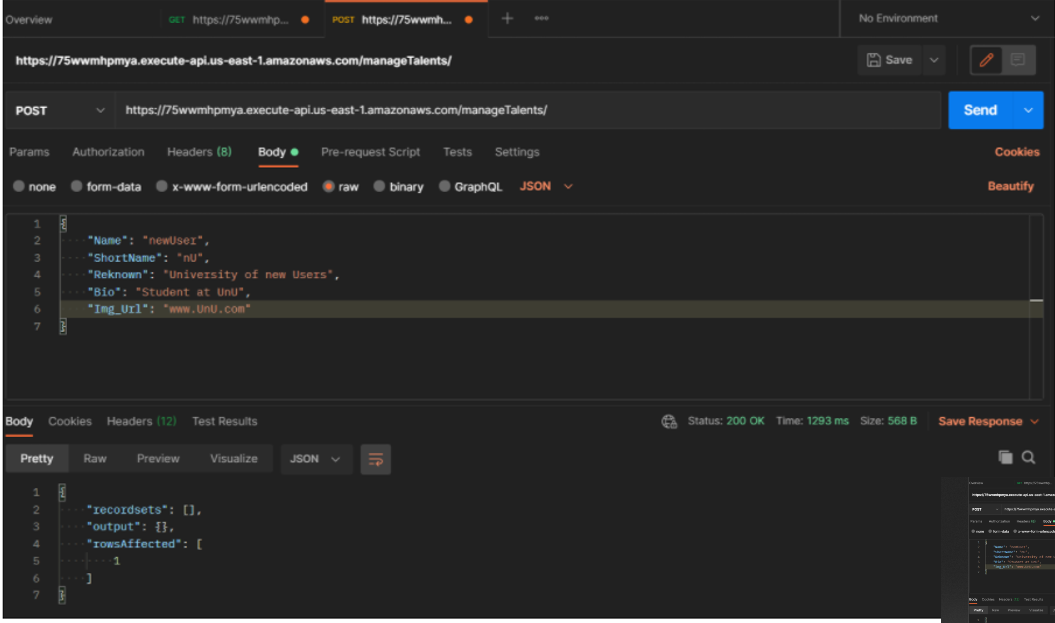 Overview GET https://75wwmhp... POST https://75wwmh... + ••• No Environment
https://75wwmhpmya.execute-api.us-east-1.amazonaws.com/manageTalents/ Save
POST https://75wwmhpmya.execute-api.us-east-1.amazonaws.com/manageTalents/ Send
Params Authorization Headers (8) Body Pre-request Script Tests Settings Cookies
none form-data x-www-form-urlencoded raw binary GraphQL JSON Beautify
1 {
2 "Name": "newUser",
3 "ShortName": "nU",
4 "Reknown": "University of new Users",
5 "Bio": "Student at UnU",
6 "Img_Url": "www.UnU.com"
7 }
Body Cookies Headers (12) Test Results Status: 200 OK Time: 1293 ms Size: 568 B Save Response
Pretty Raw Preview Visualize JSON
1 {
2 "recordsets": [],
3 "output": {},
4 "rowsAffected": [
5 1
6 ]
7 }